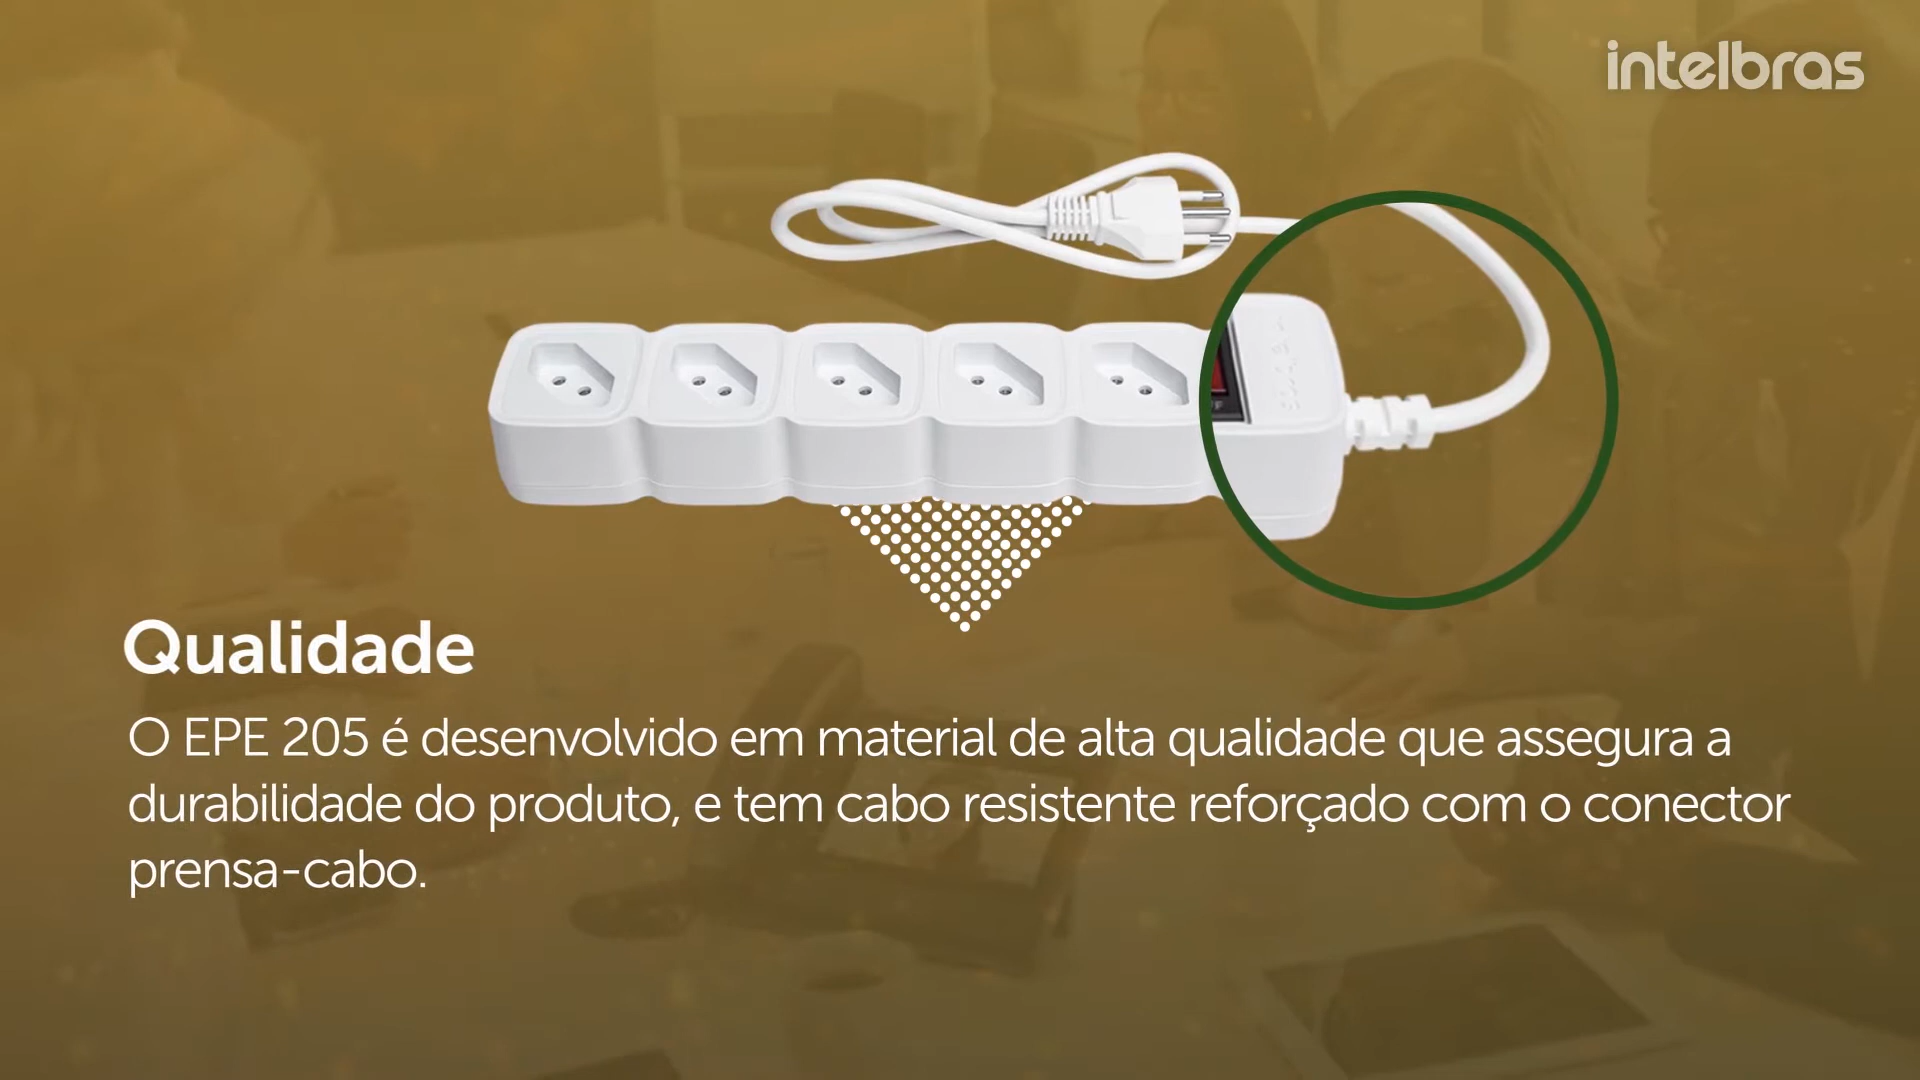 intelbras
Qualidade
O EPE 205 é desenvolvido em material de alta qualidade que assegura a
durabilidade do produto, e tem cabo resistente reforçado com o conector
prensa-cabo.